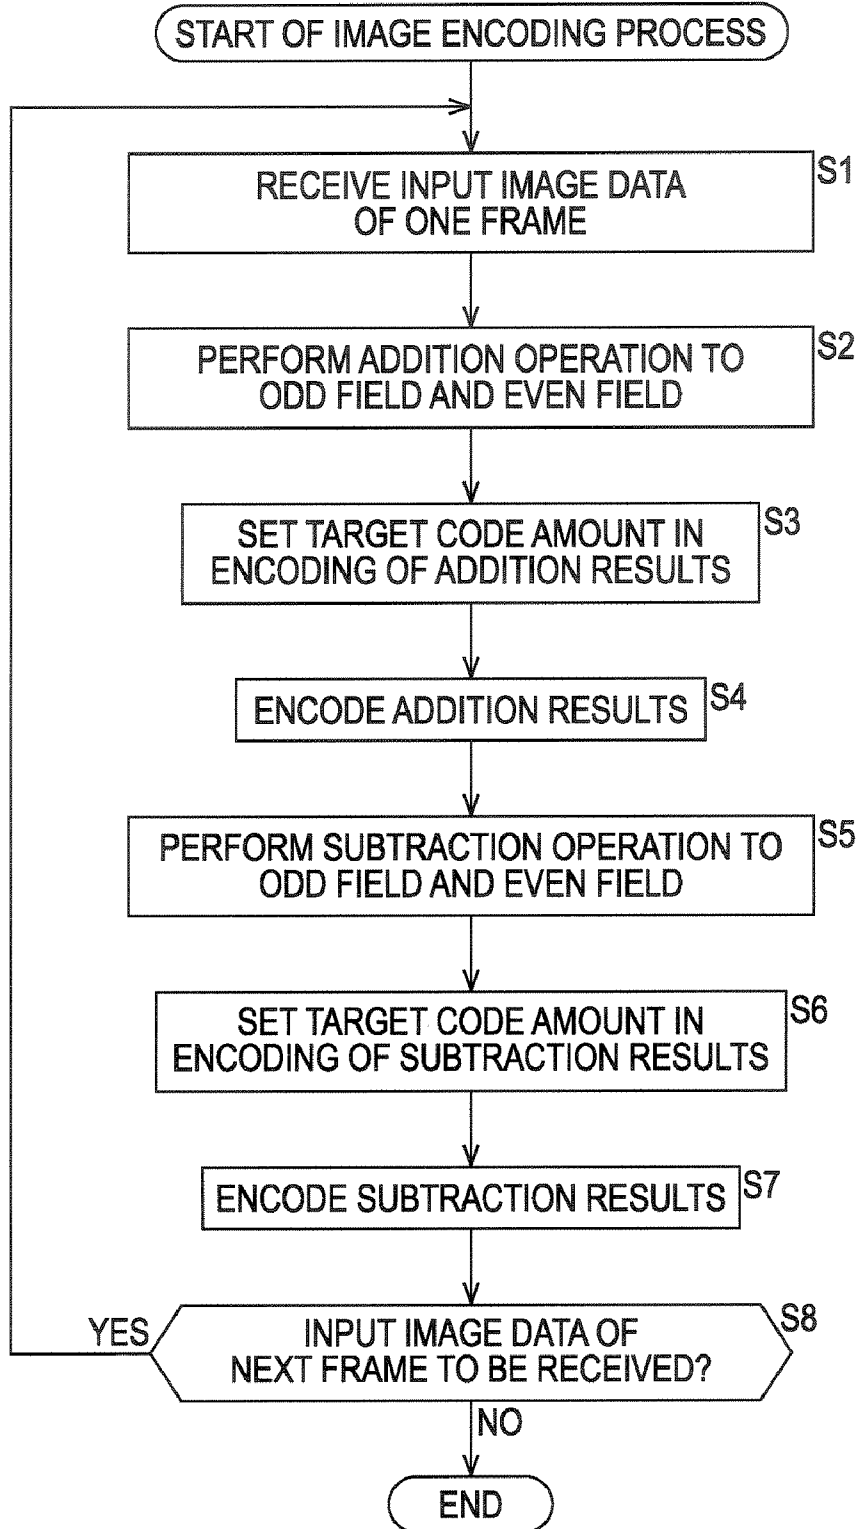 START OF IMAGE ENCODING PROCESS
S1
RECEIVE INPUT IMAGE DATA
OF ONE FRAME
S2
PERFORM ADDITION OPERATION TO
ODD FIELD AND EVEN FIELD
S3
SET TARGET CODE AMOUNT IN
ENCODING OF ADDITION RESULTS
S4
ENCODE ADDITION RESULTS
S5
PERFORM SUBTRACTION OPERATION TO
ODD FIELD AND EVEN FIELD
S6
SET TARGET CODE AMOUNT IN
ENCODING OF SUBTRACTION RESULTS
S7
ENCODE SUBTRACTION RESULTS
S8
YES
INPUT IMAGE DATA OF
NEXT FRAME TO BE RECEIVED?
NO
END